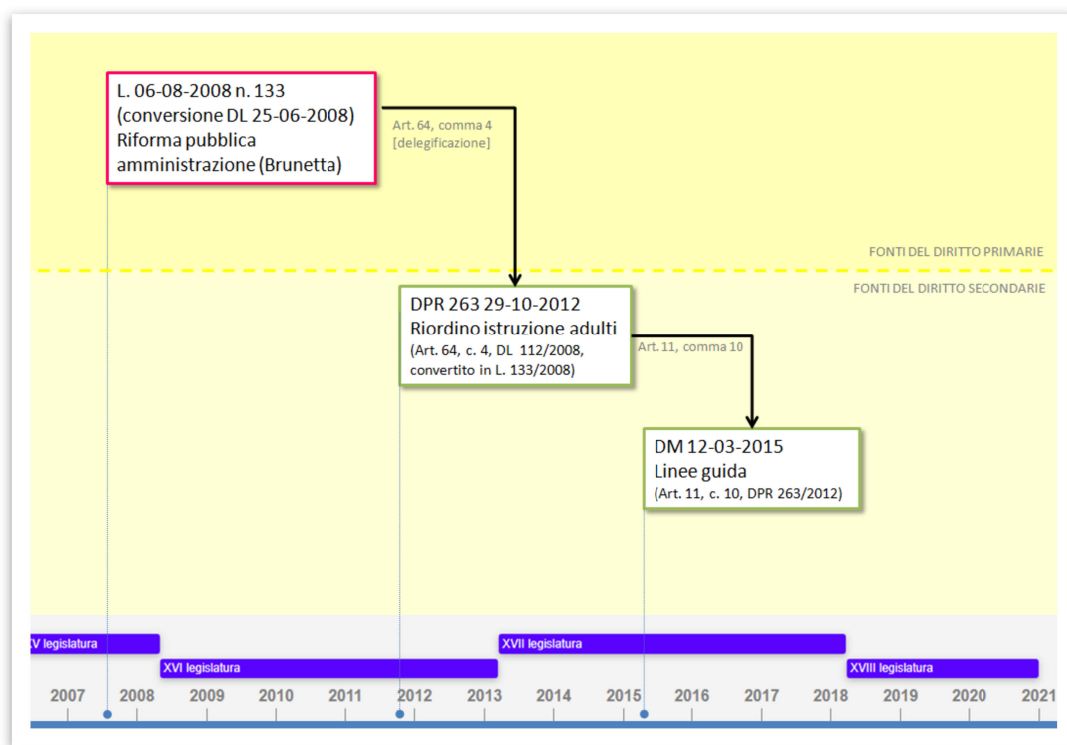 L. 06-08-2008 n. 133
(conversione DL 25-06-2008)
Riforma pubblica
amministrazione (Brunetta)
Art. 64, comma 4
[delegificazione]
FONTI DEL DIRITTO PRIMARIE
FONTI DEL DIRITTO SECONDARIE
DPR 263 29-10-2012
Riordino istruzione adulti
(Art. 64, c. 4, DL 112/2008,
convertito in L. 133/2008)
Art. 11, comma 10
DM 12-03-2015
Linee guida
(Art. 11, c. 10, DPR 263/2012)
XV legislatura
XVII legislatura
XVI legislatura
XVIII legislatura
2007 2008 2009 2010 2011 2012 2013 2014 2015 2016 2017 2018 2019 2020 2021